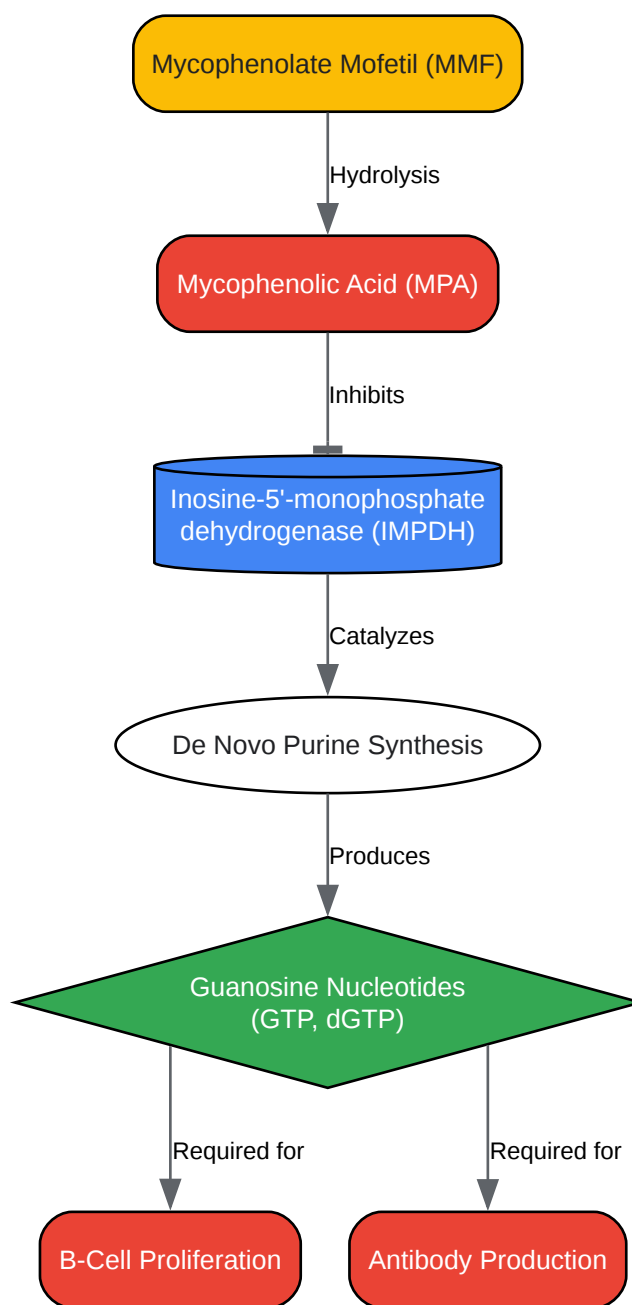 Mycophenolate Mofetil (MMF)
Hydrolysis
Mycophenolic Acid (MPA)
Inhibits
Inosine-5'-monophosphate
dehydrogenase (IMPDH)
Catalyzes
De Novo Purine Synthesis
Produces
Guanosine Nucleotides
(GTP, dGTP)
Required for
Required for
B-Cell Proliferation
Antibody Production